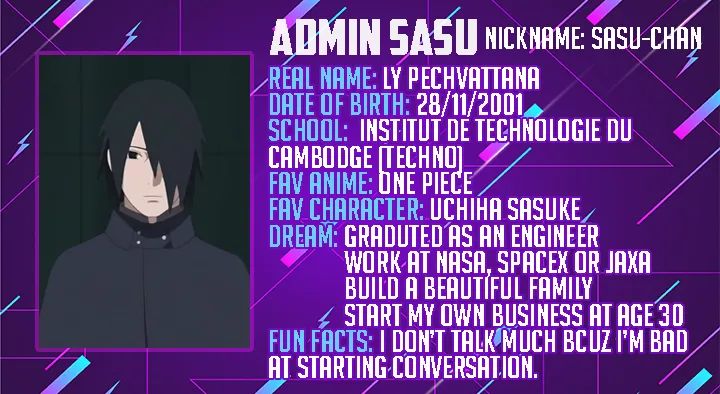 ADMIN SASU NICKNAME: SASU-CHAN
REAL NAME: LY PECHVATTANA
DATE OF BIRTH: 28/11/2001
SCHOOL: INSTITUT DE TECHNOLOGIE DU
CAMBODGE (TECHNO)
FAV ANIME: ONE PIECE
FAV CHARACTER: UCHIHA SASUKE
DREAM: GRADUTED AS AN ENGINEER
WORK AT NASA, SPACEX OR JAXA
BUILD A BEAUTIFUL FAMILY
START MY OWN BUSINESS AT AGE 30
FUN FACTS: I DON'T TALK MUCH BCUZ I'M BAD
AT STARTING CONVERSATION.